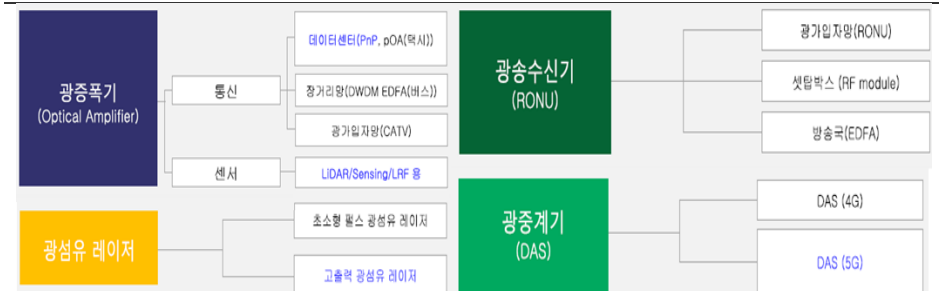 광증폭기
(Optical Amplifier)
통신
데이터센터(PnP, pOA(택시))
장거리망(DWDM EDFA(버스))
광가입자망(CATV)
센서
LIDAR/Sensing/LRF 용
광섬유 레이저
초소형 펄스 광섬유 레이저
고출력 광섬유 레이저
광송수신기
(RONU)
광가입자망(RONU)
셋탑박스 (RF module)
방송국(EDFA)
광중계기
(DAS)
DAS (4G)
DAS (5G)